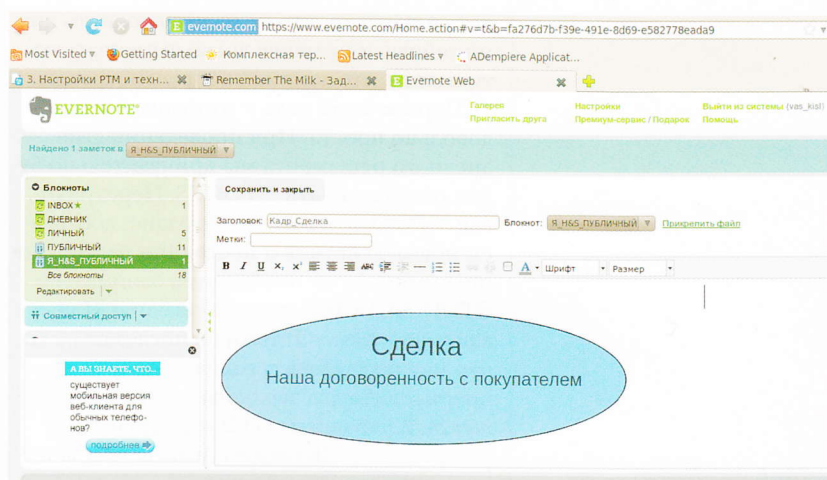 E evernote.com https://www.evernote.com/Home.action#v=t&b=fa276d7b-f39e-491e-8d69-e582778eada9
Most Visited Getting Started Комплексная тер... Latest Headlines ADempiere Applicat...
3. Настройки РТМ и техн... Remember The Milk - Зад... Evernote Web
EVERNOTE
Галерея Настройки Выйти из системы (vas_kisl)
Пригласить друга Премиум-сервис / Подарок Помощь
Найдено 1 заметок в Я_H&S_ПУБЛИЧНЫЙ
Блокноты
INBOX 1
ДНЕВНИК
ЛИЧНЫЙ 5
ПУБЛИЧНЫЙ 11
Я_H&S_ПУБЛИЧНЫЙ 1
Все блокноты 18
Редактировать
Совместный доступ
А ВЫ ЗНАЕТЕ, ЧТО...
существует
мобильная версия
веб-клиента для
обычных телефо-
нов?
подробнее
Сохранить и закрыть
Заголовок: Кадр_Сделка Блокнот: Я_H&S_ПУБЛИЧНЫЙ Прикрепить файл
Метки:
B I U X₂ X² ABC A Шрифт Размер
Сделка
Наша договоренность с покупателем